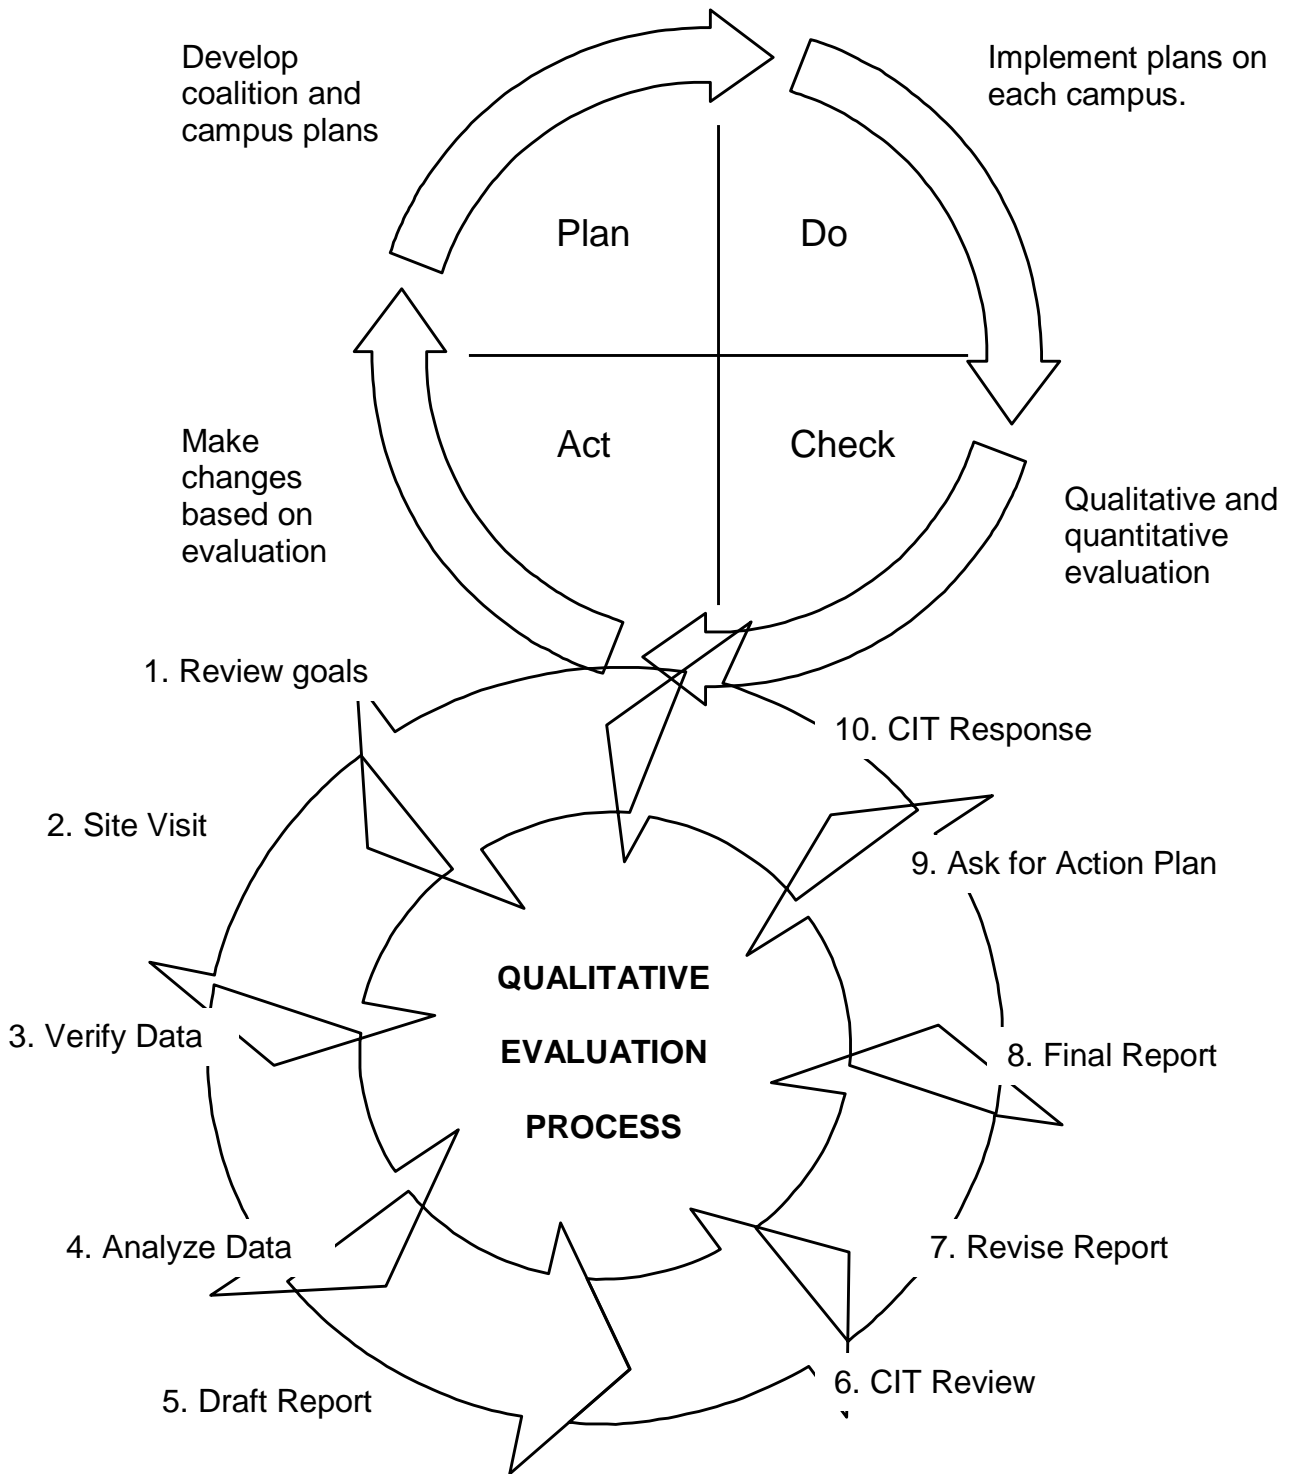 Develop
coalition and
campus plans
Implement plans on
each campus.
Plan
Do
Make
changes
based on
evaluation
Act
Check
Qualitative and
quantitative
evaluation
1. Review goals
10. CIT Response
2. Site Visit
9. Ask for Action Plan
QUALITATIVE
EVALUATION
PROCESS
3. Verify Data
8. Final Report
4. Analyze Data
7. Revise Report
5. Draft Report
6. CIT Review